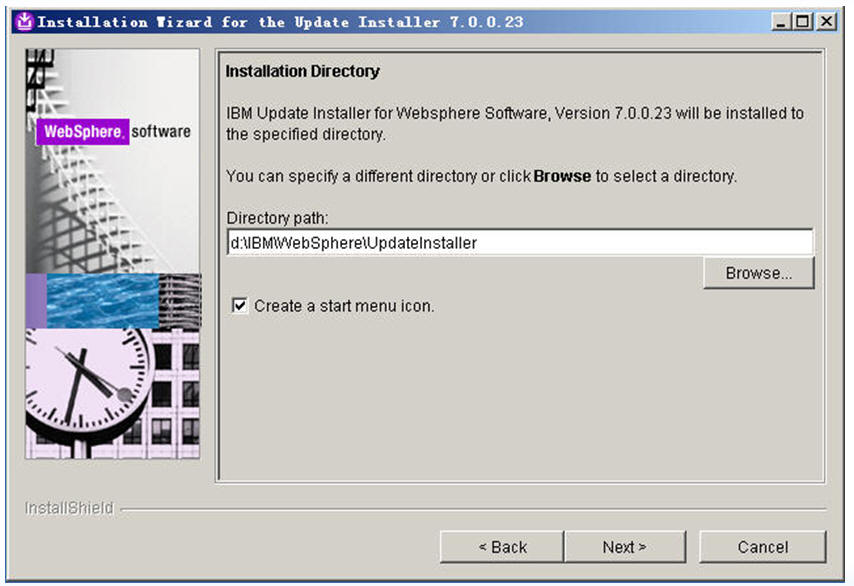 Installation Wizard for the Update Installer 7.0.0.23
WebSphere. software
Installation Directory
IBM Update Installer for Websphere Software, Version 7.0.0.23 will be installed to
the specified directory.
You can specify a different directory or click Browse to select a directory.
Directory path:
d:\IBM\WebSphere\UpdateInstaller
Browse...
Create a start menu icon.
InstallShield
< Back
Next >
Cancel